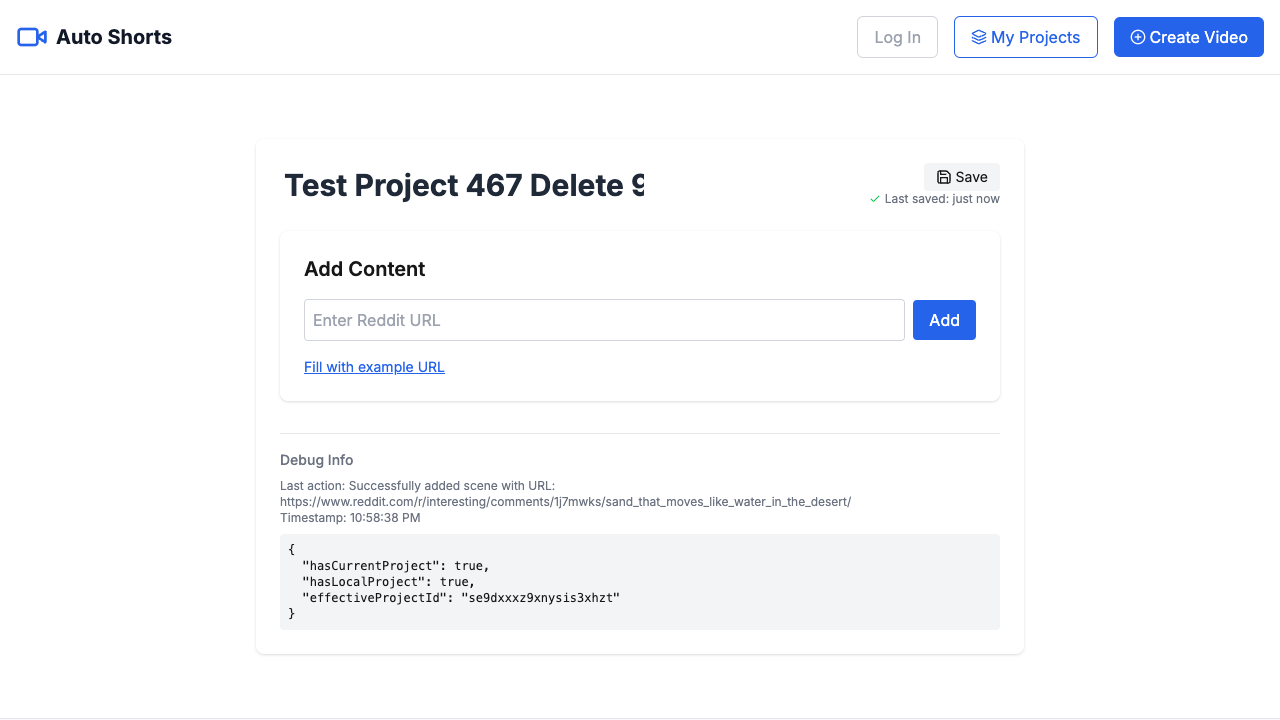 Auto Shorts
Log In
My Projects
Create Video
Test Project 467 Delete 9
Save
Last saved: just now
Add Content
Enter Reddit URL
Add
Fill with example URL
Debug Info
Last action: Successfully added scene with URL:
https://www.reddit.com/r/interesting/comments/1j7mwks/sand_that_moves_like_water_in_the_desert/
Timestamp: 10:58:38 PM
{
  "hasCurrentProject": true,
  "hasLocalProject": true,
  "effectiveProjectId": "se9dxxxz9xnysis3xhzt"
}